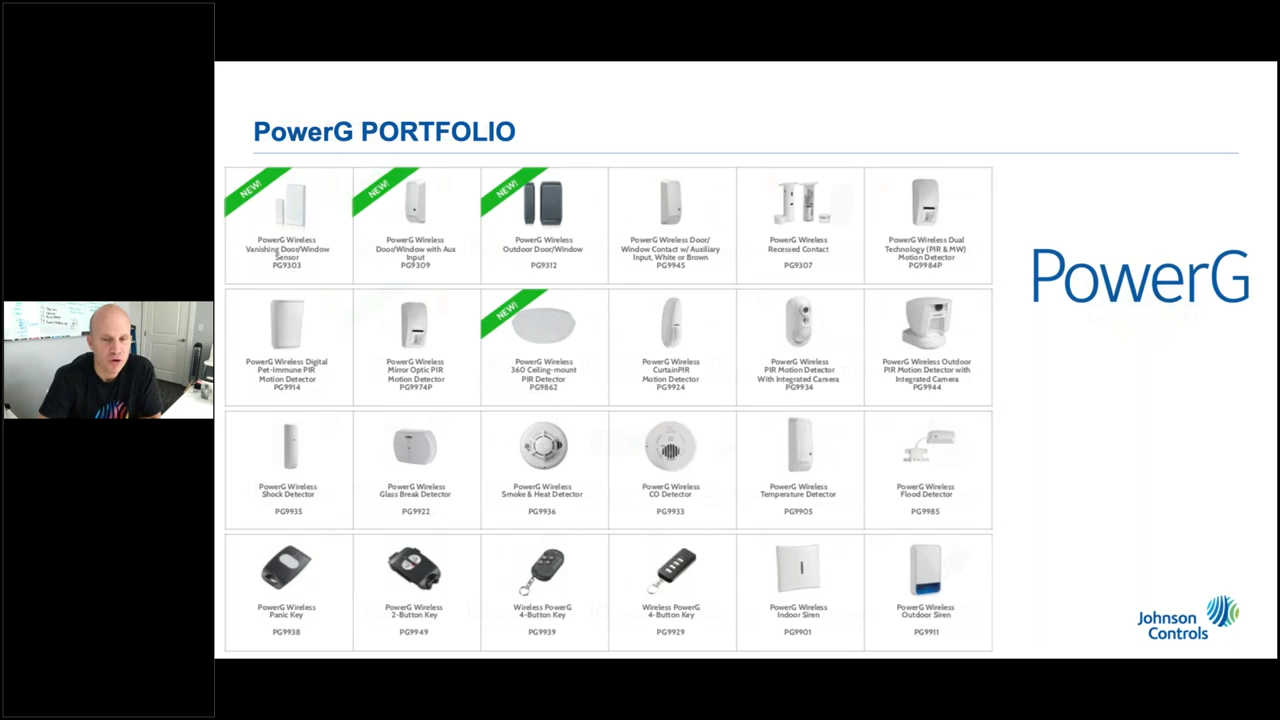 PowerG PORTFOLIO
NEW!
PowerG Wireless
Vanishing Door/Window
Sensor
PG9303
NEW!
PowerG Wireless
Door/Window with Aux
Input
PG9309
NEW!
PowerG Wireless
Outdoor Door/Window
PG9312
PowerG Wireless Door/
Window Contact w/ Auxiliary
Input, White or Brown
PG9945
PowerG Wireless
Recessed Contact
PG9307
PowerG Wireless Dual
Technology (PIR & MW)
Motion Detector
PG9984P
PowerG Wireless Digital
Pet-Immune PIR
Motion Detector
PG9914
PowerG Wireless
Mirror Optic PIR
Motion Detector
PG9974P
NEW!
PowerG Wireless
360 Ceiling-mount
PIR Detector
PG9862
PowerG Wireless
CurtainPIR
Motion Detector
PG9924
PowerG Wireless
PIR Motion Detector
With Integrated Camera
PG9934
PowerG Wireless Outdoor
PIR Motion Detector with
Integrated Camera
PG9944
PowerG Wireless
Shock Detector
PG9935
PowerG Wireless
Glass Break Detector
PG9922
PowerG Wireless
Smoke & Heat Detector
PG9936
PowerG Wireless
CO Detector
PG9933
PowerG Wireless
Temperature Detector
PG9905
PowerG Wireless
Flood Detector
PG9985
PowerG Wireless
Panic Key
PG9938
PowerG Wireless
2-Button Key
PG9949
Wireless PowerG
4-Button Key
PG9939
Wireless PowerG
4-Button Key
PG9929
PowerG Wireless
Indoor Siren
PG9901
PowerG Wireless
Outdoor Siren
PG9911
PowerG
Johnson
Controls